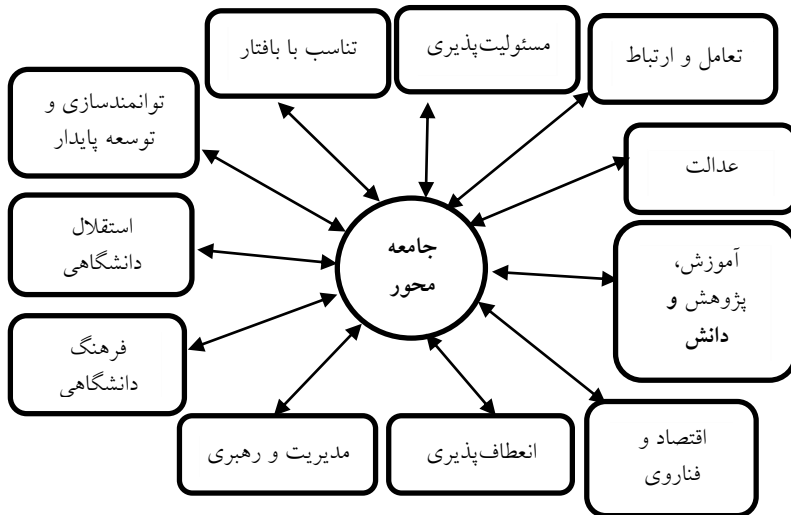 تعامل و ارتباط
مسئولیت‌پذیری
تناسب با بافتار
توانمندسازی و
توسعه پایدار
عدالت
جامعه
محور
استقلال
دانشگاهی
آموزش،
پژوهش و
دانش
فرهنگ
دانشگاهی
اقتصاد و
فناروی
انعطاف‌پذیری
مدیریت و رهبری